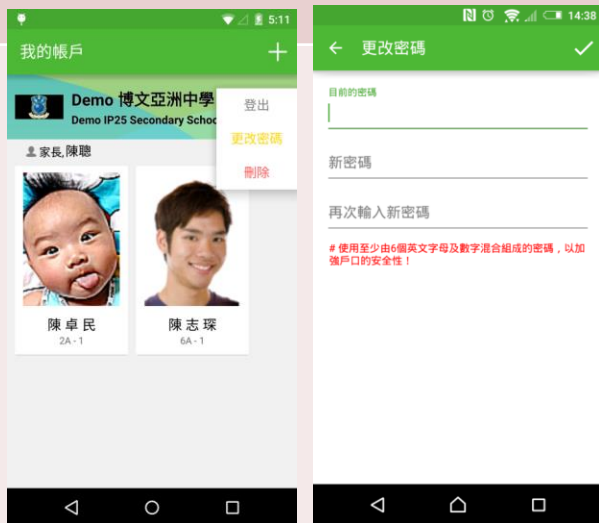 5:11
我的帳戶
Demo 博文亞洲中學
Demo IP25 Secondary Schoo
登出
更改密碼
刪除
家長,陳聰
陳卓民
2A - 1
陳志琛
6A - 1
14:38
更改密碼
目前的密碼
新密碼
再次輸入新密碼
# 使用至少由6個英文字母及數字混合組成的密碼，以加
強戶口的安全性！